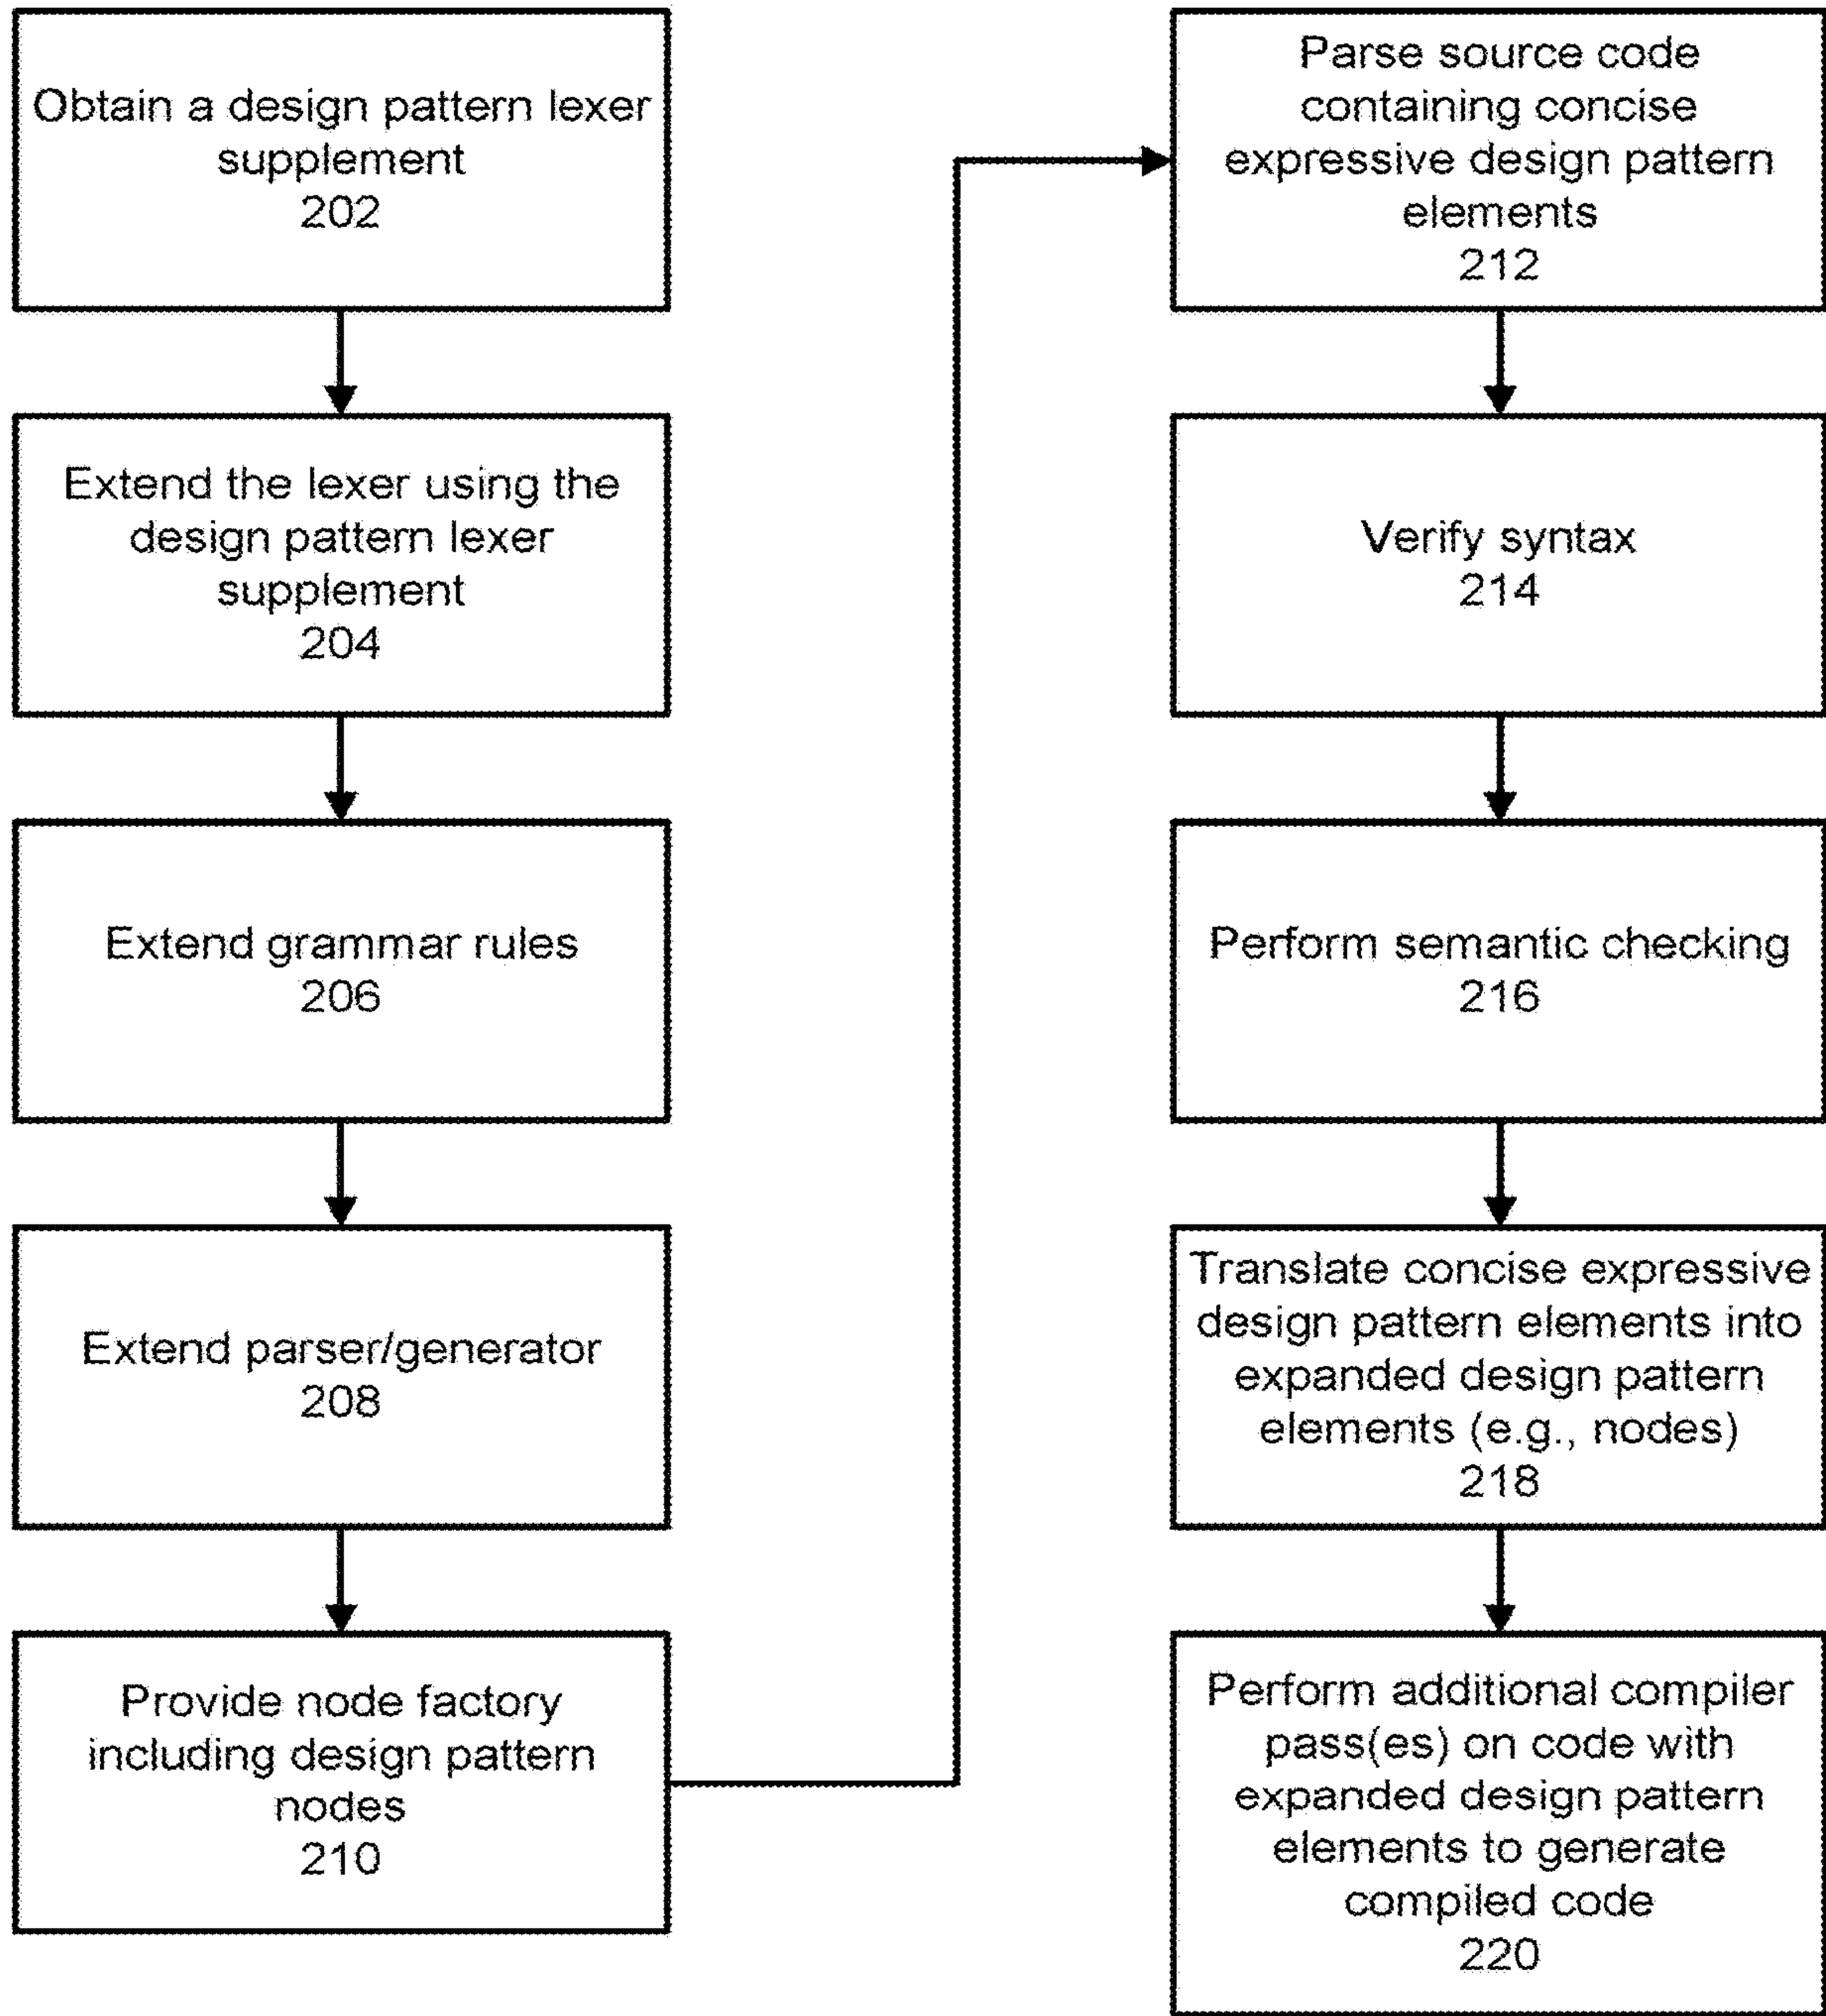 Obtain a design pattern lexer
supplement
202
Extend the lexer using the
design pattern lexer
supplement
204
Extend grammar rules
206
Extend parser/generator
208
Provide node factory
including design pattern
nodes
210
Parse source code
containing concise
expressive design pattern
elements
212
Verify syntax
214
Perform semantic checking
216
Translate concise expressive
design pattern elements into
expanded design pattern
elements (e.g., nodes)
218
Perform additional compiler
pass(es) on code with
expanded design pattern
elements to generate
compiled code
220